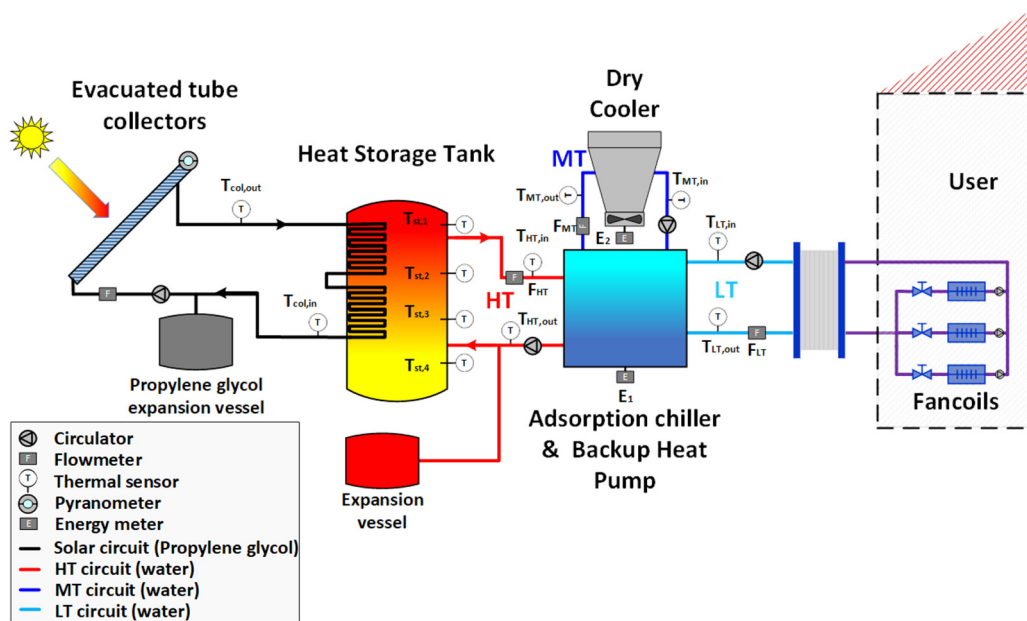 Evacuated tube
collectors
Heat Storage Tank
Dry
Cooler
User
MT
T_col,out
T_MT,out
T_MT,in
F
F_MT
E_2
E
T_HT,in
T_st,1
T_st,2
T_st,3
T_st,4
T_col,in
T
T
T
T
T
T
T
T
T
T
T
T
F
F
F_HT
HT
T_HT,out
T_LT,in
LT
T_LT,out
F
F_LT
E
E_1
Propylene glycol
expansion vessel
Adsorption chiller
& Backup Heat
Pump
Fancoils
Expansion
vessel
Circulator
F Flowmeter
T Thermal sensor
Pyranometer
E Energy meter
Solar circuit (Propylene glycol)
HT circuit (water)
MT circuit (water)
LT circuit (water)